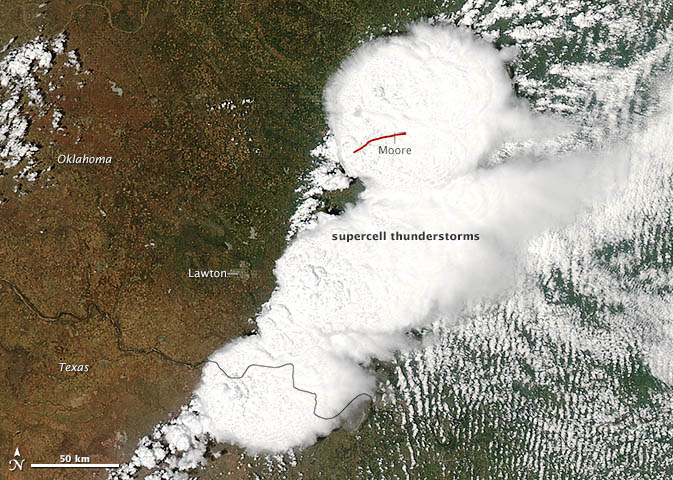 Oklahoma
Moore
supercell thunderstorms
Lawton
Texas
N
50 km